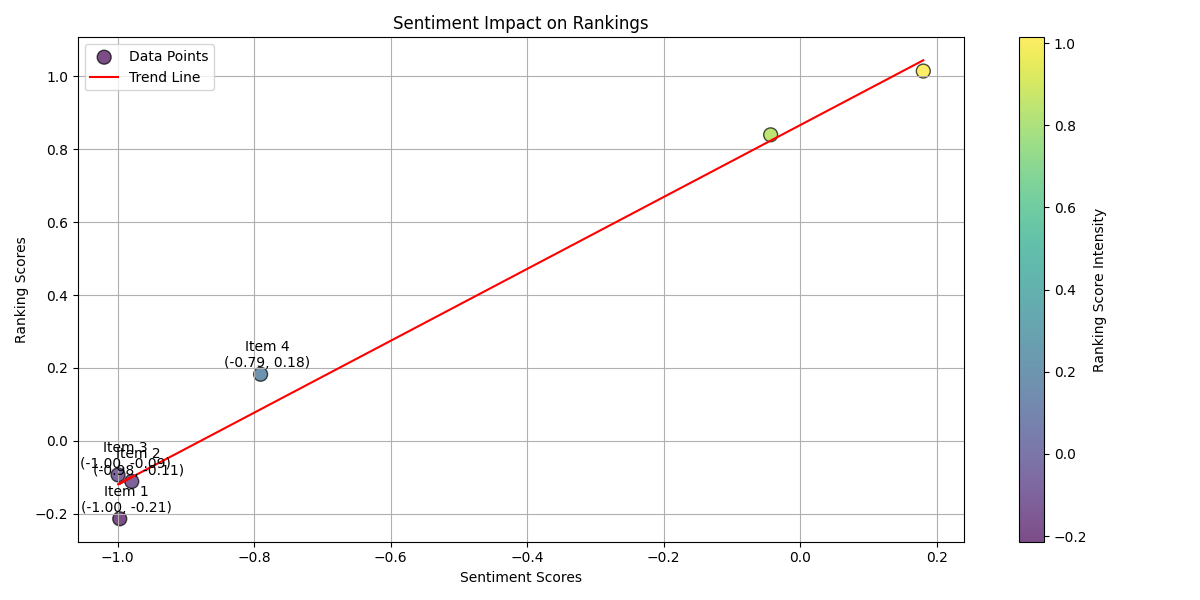 Sentiment Impact on Rankings
Data Points
Trend Line
Ranking Scores
1.0
0.8
0.6
0.4
0.2
0.0
−0.2
Item 4
(-0.79, 0.18)
Item 3
(-1.00, -0.09)
Item 2
(-0.98, -0.11)
Item 1
(-1.00, -0.21)
−1.0
−0.8
−0.6
−0.4
−0.2
0.0
0.2
Sentiment Scores
1.0
0.8
0.6
0.4
0.2
0.0
−0.2
Ranking Score Intensity